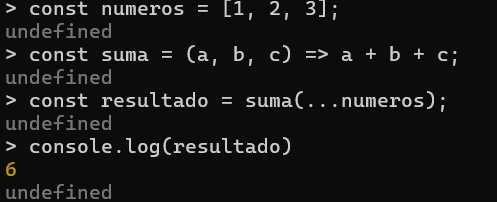 > const numeros = [1, 2, 3];
undefined
> const suma = (a, b, c) => a + b + c;
undefined
> const resultado = suma(...numeros);
undefined
> console.log(resultado)
6
undefined